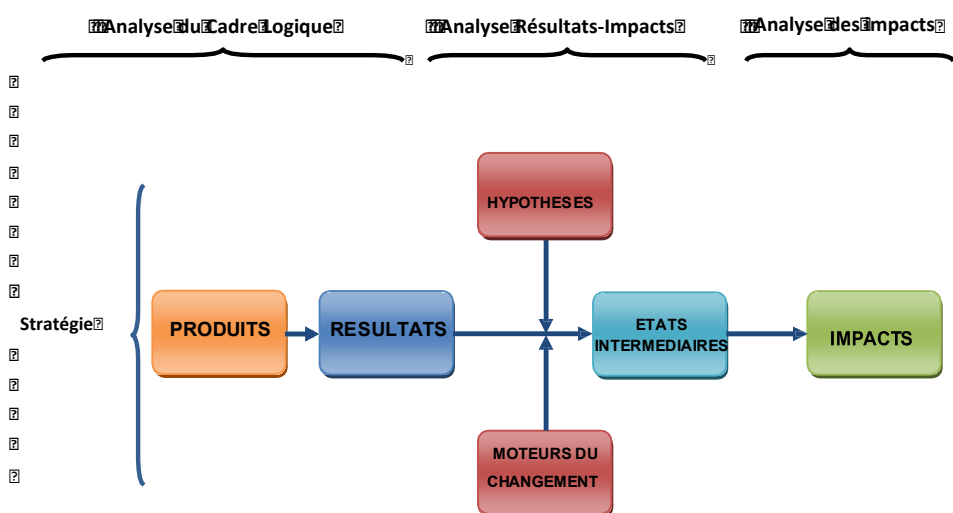 Analyse du Cadre Logique
Analyse Résultats-Impacts
Analyse des Impacts
HYPOTHESES
Stratégie
PRODUITS
RESULTATS
ETATS
INTERMEDIAIRES
IMPACTS
MOTEURS DU
CHANGEMENT